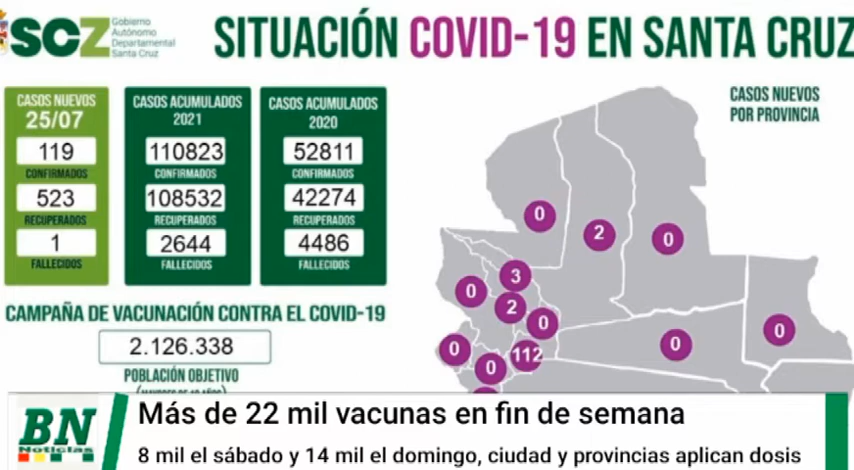 SCZ
Gobierno
Autónomo
Departamental
Santa Cruz
SITUACIÓN COVID-19 EN SANTA CRUZ
CASOS NUEVOS
25/07
119
CONFIRMADOS
523
RECUPERADOS
1
FALLECIDOS
CASOS ACUMULADOS
2021
110823
CONFIRMADOS
108532
RECUPERADOS
2644
FALLECIDOS
CASOS ACUMULADOS
2020
52811
CONFIRMADOS
42274
RECUPERADOS
4486
FALLECIDOS
CASOS NUEVOS
POR PROVINCIA
0
2
0
3
0
2
0
0
0
0
112
0
CAMPAÑA DE VACUNACIÓN CONTRA EL COVID-19
2.126.338
POBLACIÓN OBJETIVO
BN
Noticias
Más de 22 mil vacunas en fin de semana
8 mil el sábado y 14 mil el domingo, ciudad y provincias aplican dosis